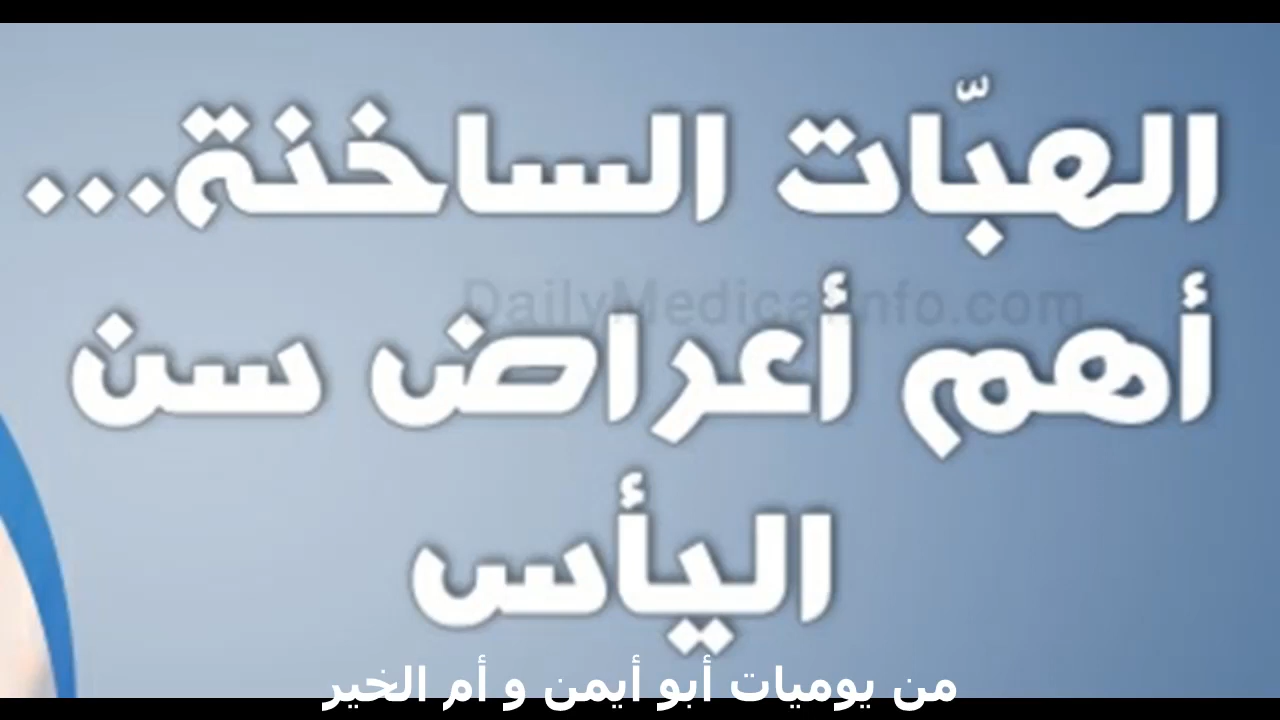 الهبّات الساخنة...
DailyMedicalInfo.com
أهم أعراض سن
اليأس
من يوميات أبو أيمن و أم الخير